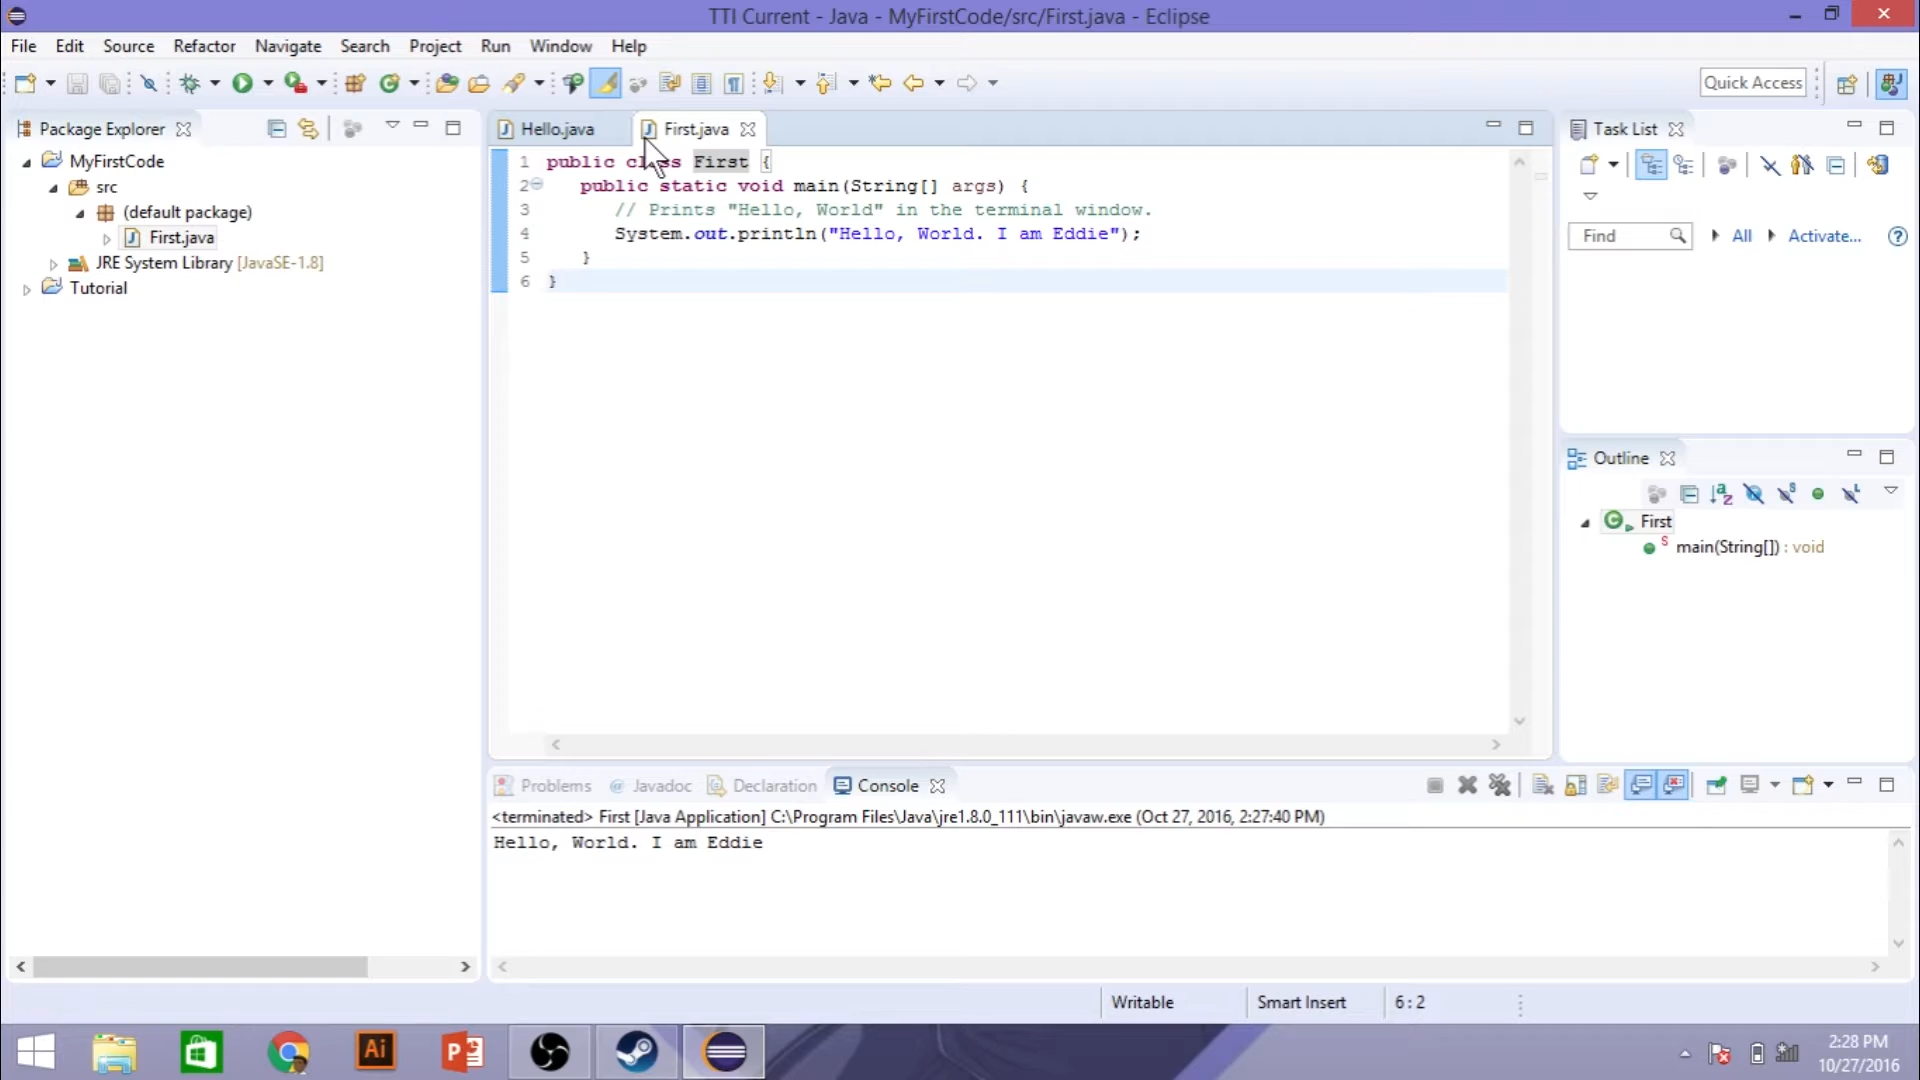 TTI Current - Java - MyFirstCode/src/First.java - Eclipse
File Edit Source Refactor Navigate Search Project Run Window Help
Quick Access
Package Explorer
MyFirstCode
src
(default package)
First.java
JRE System Library [JavaSE-1.8]
Tutorial
Hello.java First.java
1 public class First {
2 public static void main(String[] args) {
3 // Prints "Hello, World" in the terminal window.
4 System.out.println("Hello, World. I am Eddie");
5 }
6 }
Task List
Find All Activate...
Outline
First
main(String[]) : void
Problems Javadoc Declaration Console
<terminated> First [Java Application] C:\Program Files\Java\jre1.8.0_111\bin\javaw.exe (Oct 27, 2016, 2:27:40 PM)
Hello, World. I am Eddie
Writable Smart Insert 6 : 2
Ai
2:28 PM
10/27/2016